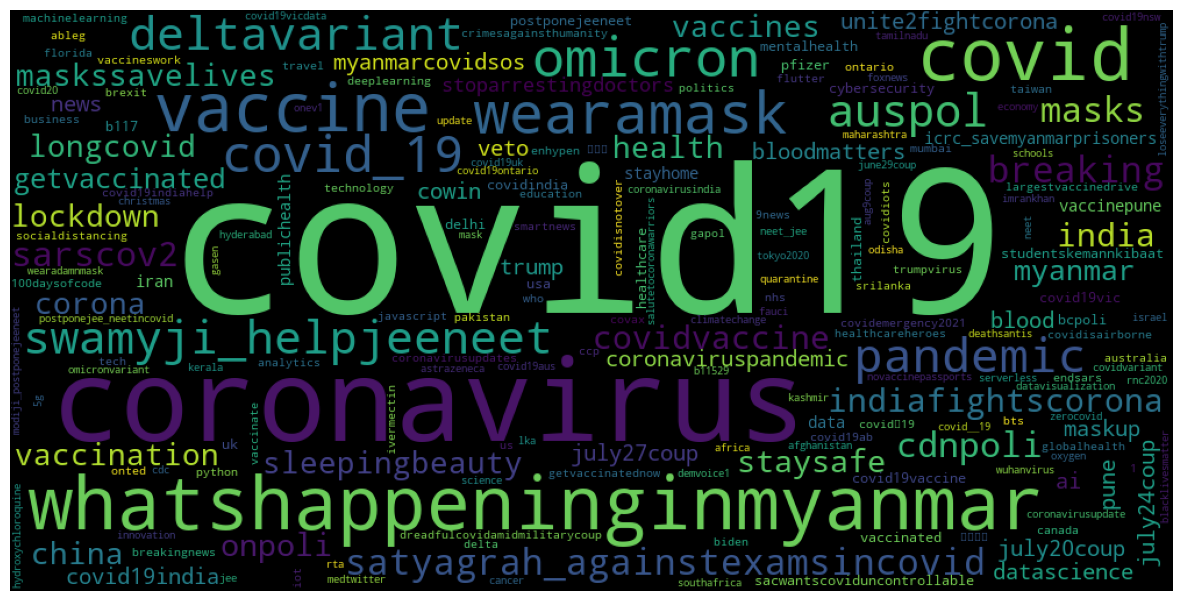 machinelearning
covid19vicdata
postponejeeneet
covid19nsw
ableg
deltavariant
crimesagainsthumanity
vaccines
unite2fightcorona
tamilnadu
florida
vaccineswork
omicron
mentalhealth
covid
maskssavelives
travel
myanmarcovidsos
pfizer
ontario
foxnews
covid20
brexit
deeplearning
stoparrestingdoctors
flutter
cybersecurity
taiwan
news
vaccine
onev1
wearamask
politics
auspol
economy
masks
business
b117
update
maharashtra
icrc_savemyanmarprisoners
loseeverythingwithtrump
longcovid
covid_19
veto
enhypen
health
bloodmatters
mumbai
getvaccinated
covid19uk
covid19ontario
stayhome
june29coup
breaking
schools
covid19indiahelp
christmas
publichealth
technology
cowin
covidindia
education
coronavirusindia
aug9coup
covidiots
largestvaccinedrive
imrankhan
vaccinepune
lockdown
covid19
socialdistancing
hyderabad
delhi
mask
smartnews
covidisnotover
9news
gapol
neet_jee
neet
india
sarscov2
gasen
healthcare
salutetocoronawarriors
tokyo2020
thailand
odisha
studentskemannkibaat
wearadamnmask
100daysofcode
iran
trump
usa
who
quarantine
trumpvirus
srilanka
myanmar
corona
postponejee_neetincovid
javascript
pakistan
covax
climatechange
nhs
fauci
covid19vic
blood
bcpoli
israel
swamyji_helpjeeneet
covidvaccine
covidemergency2021
healthcareheroes
deathsantis
covidisairborne
modiji_postponejeeneet
tech
omicronvariant
kerala
analytics
coronavirusupdates
astrazeneca
ccp
covid19aus
coronaviruspandemic
b11529
pandemic
australia
covidvariant
novaccinepassports
serverless
endsars
rnc2020
datavisualization
5g
coronavirus
ivermectin
kashmir
indiafightscorona
zerocovid
vaccinate
lka
data
covid
19
covid__19
bts
maskup
vaccination
uk
us
july27coup
africa
afghanistan
covid19ab
cdnpoli
globalhealth
oxygen
onted
cdc
python
sleepingbeauty
science
getvaccinatednow
demvoice1
staysafe
covid19vaccine
wuhanvirus
ai
pune
july24coup
1
blacklivesmatter
whatshappeninginmyanmar
coronavirusupdate
hydroxychloroquine
innovation
dreadfulcovidamidmilitarycoup
vaccinated
canada
china
breakingnews
onpoli
delta
biden
july20coup
covid19india
jee
iot
rta
medtwitter
satyagrah_againstexamsincovid
cancer
southafrica
sacwantscoviduncontrollable
datascience